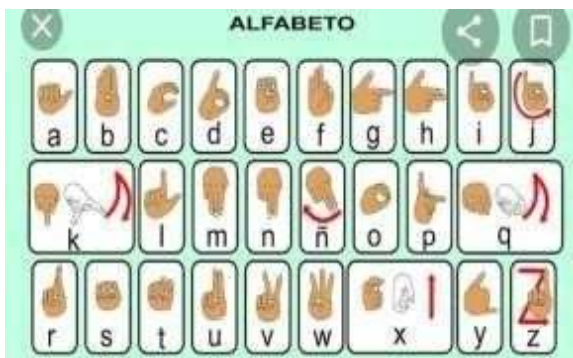 ALFABETO
a b c d e f g h i j
k l m n ñ o p q
r s t u v w x y z